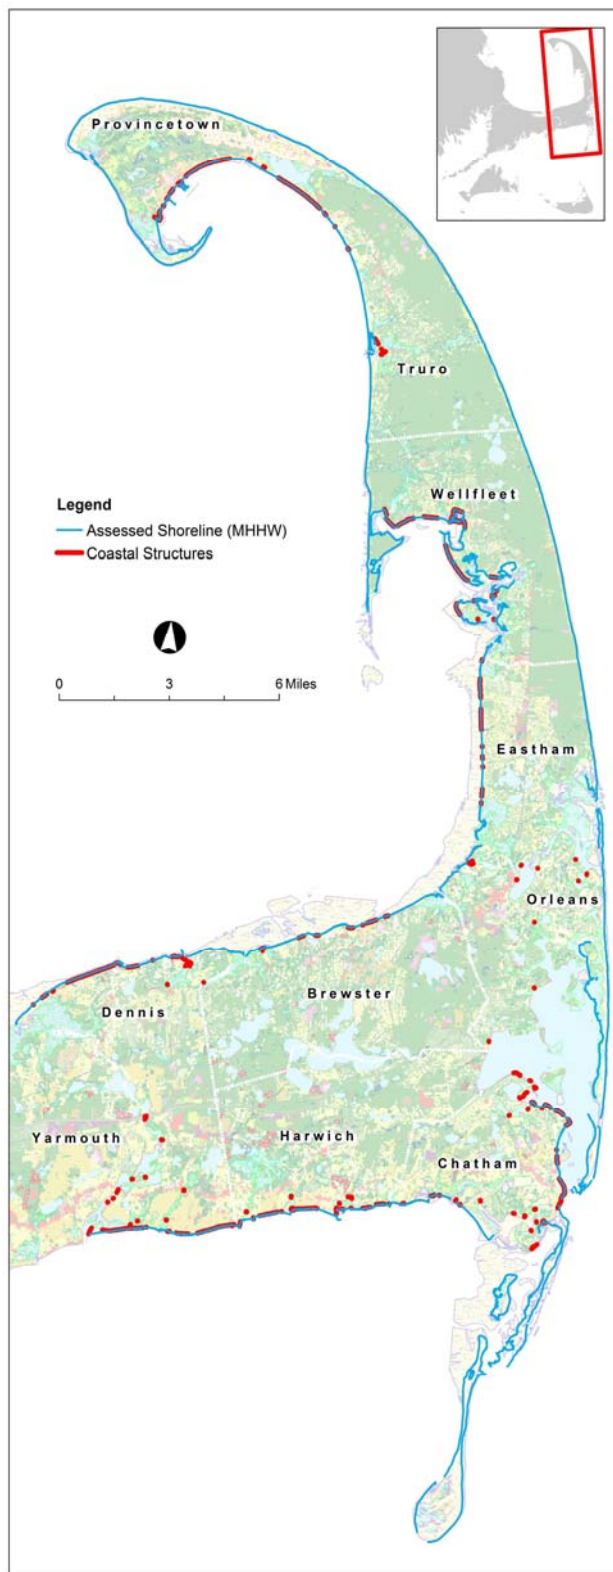 Provincetown
Truro
Wellfleet
Legend
Assessed Shoreline (MHHW)
Coastal Structures
0 3 6 Miles
Eastham
Orleans
Brewster
Dennis
Yarmouth
Harwich
Chatham